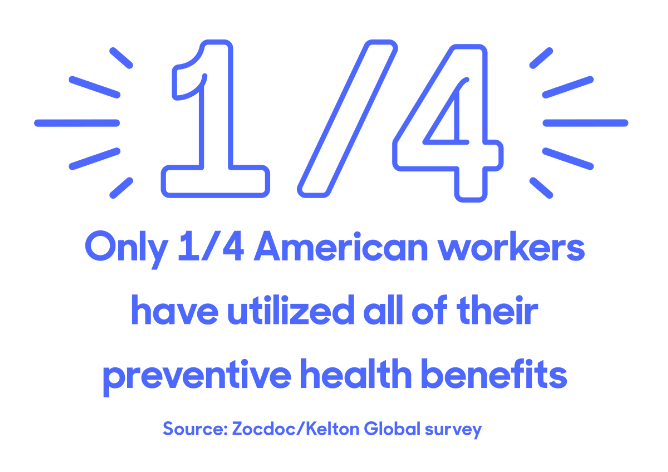 1/4
Only 1/4 American workers
have utilized all of their
preventive health benefits
Source: Zocdoc/Kelton Global survey